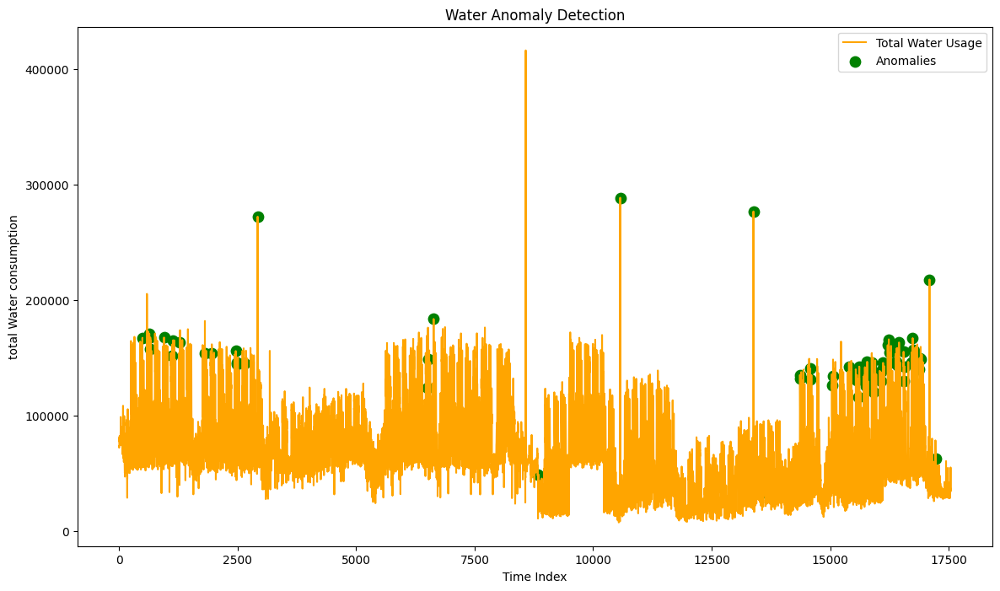 Water Anomaly Detection
Total Water Usage
Anomalies
400000
300000
200000
100000
0
total Water consumption
0 2500 5000 7500 10000 12500 15000 17500
Time Index